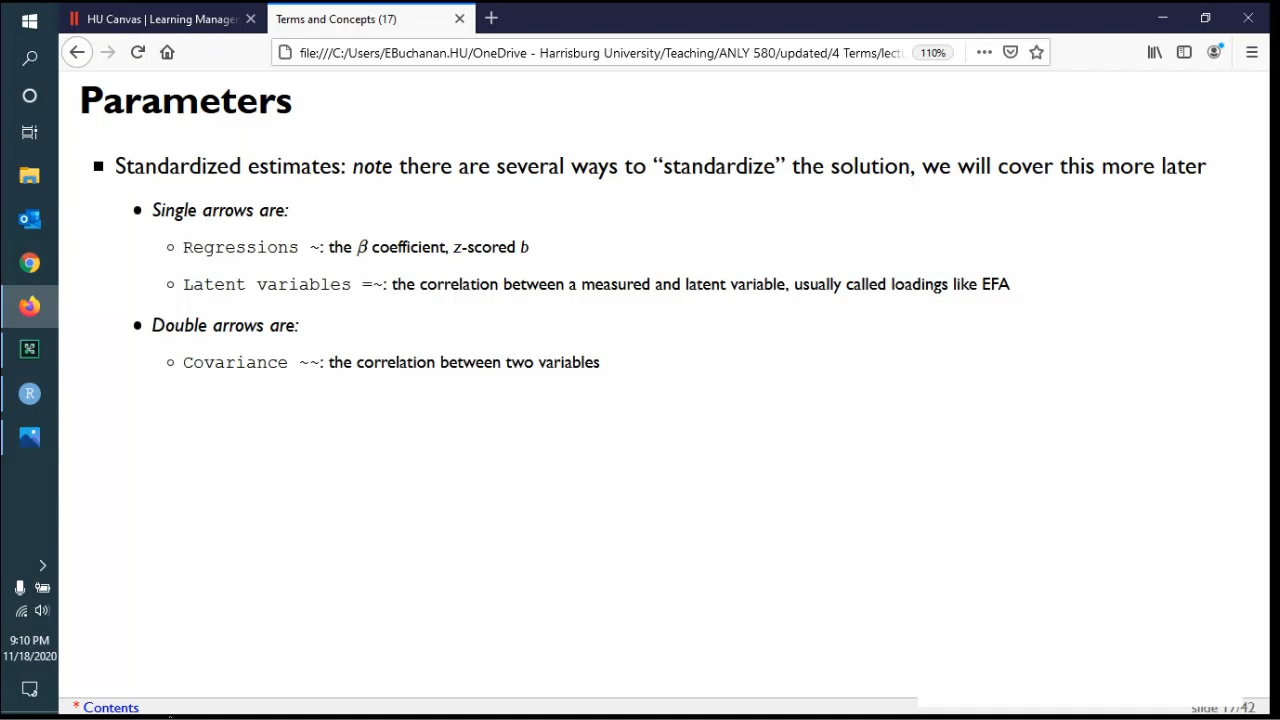 HU Canvas | Learning Manage
Terms and Concepts (17)
file:///C:/Users/EBuchanan.HU/OneDrive - Harrisburg University/Teaching/ANLY 580/updated/4 Terms/lect
110%
Parameters
Standardized estimates: note there are several ways to “standardize” the solution, we will cover this more later
Single arrows are:
Regressions ~: the β coefficient, z-scored b
Latent variables =~: the correlation between a measured and latent variable, usually called loadings like EFA
Double arrows are:
Covariance ~~: the correlation between two variables
R
9:10 PM
11/18/2020
* Contents
slide 17/42